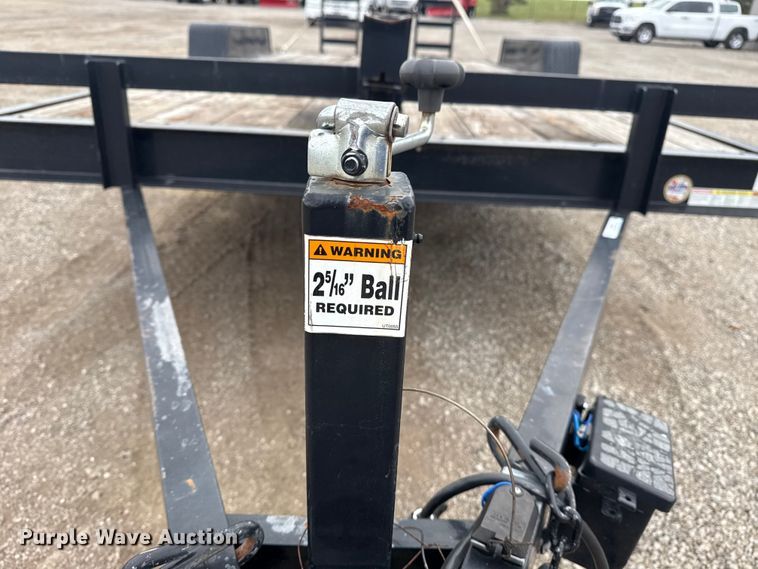 ⚠ WARNING
2 5/16" Ball
REQUIRED
Purple Wave Auction